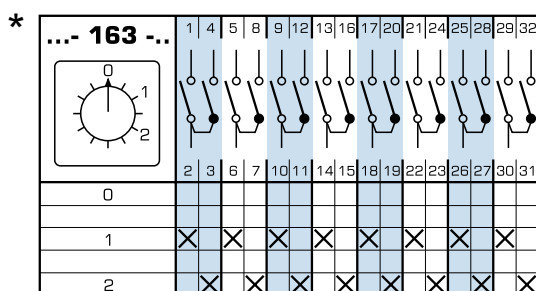 *
...- 163 -..
1 4 5 8 9 12 13 16 17 20 21 24 25 28 29 32
0
1
2
2 3 6 7 10 11 14 15 18 19 22 23 26 27 30 31
0
1 X X X X X X X X
2 X X X X X X X X